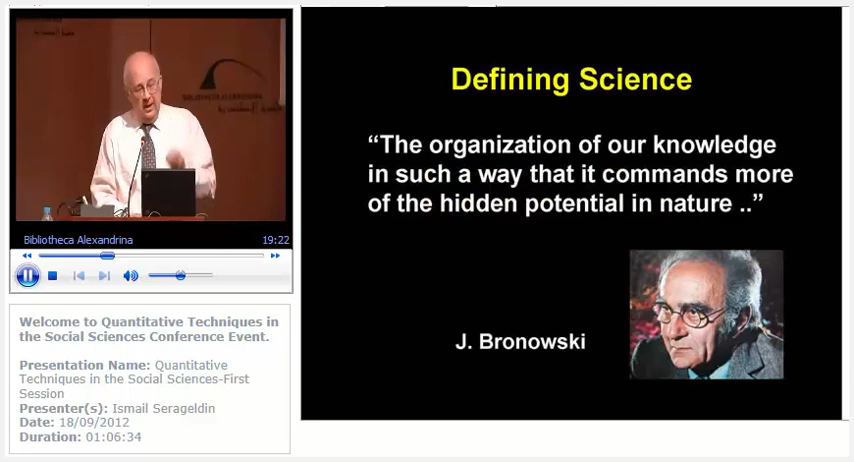 BIBLIOTHECA ALEXANDRINA
Bibliotheca Alexandrina
19:22
Welcome to Quantitative Techniques in
the Social Sciences Conference Event.
Presentation Name: Quantitative
Techniques in the Social Sciences-First
Session
Presenter(s): Ismail Serageldin
Date: 18/09/2012
Duration: 01:06:34
Defining Science
“The organization of our knowledge
in such a way that it commands more
of the hidden potential in nature ..”
J. Bronowski